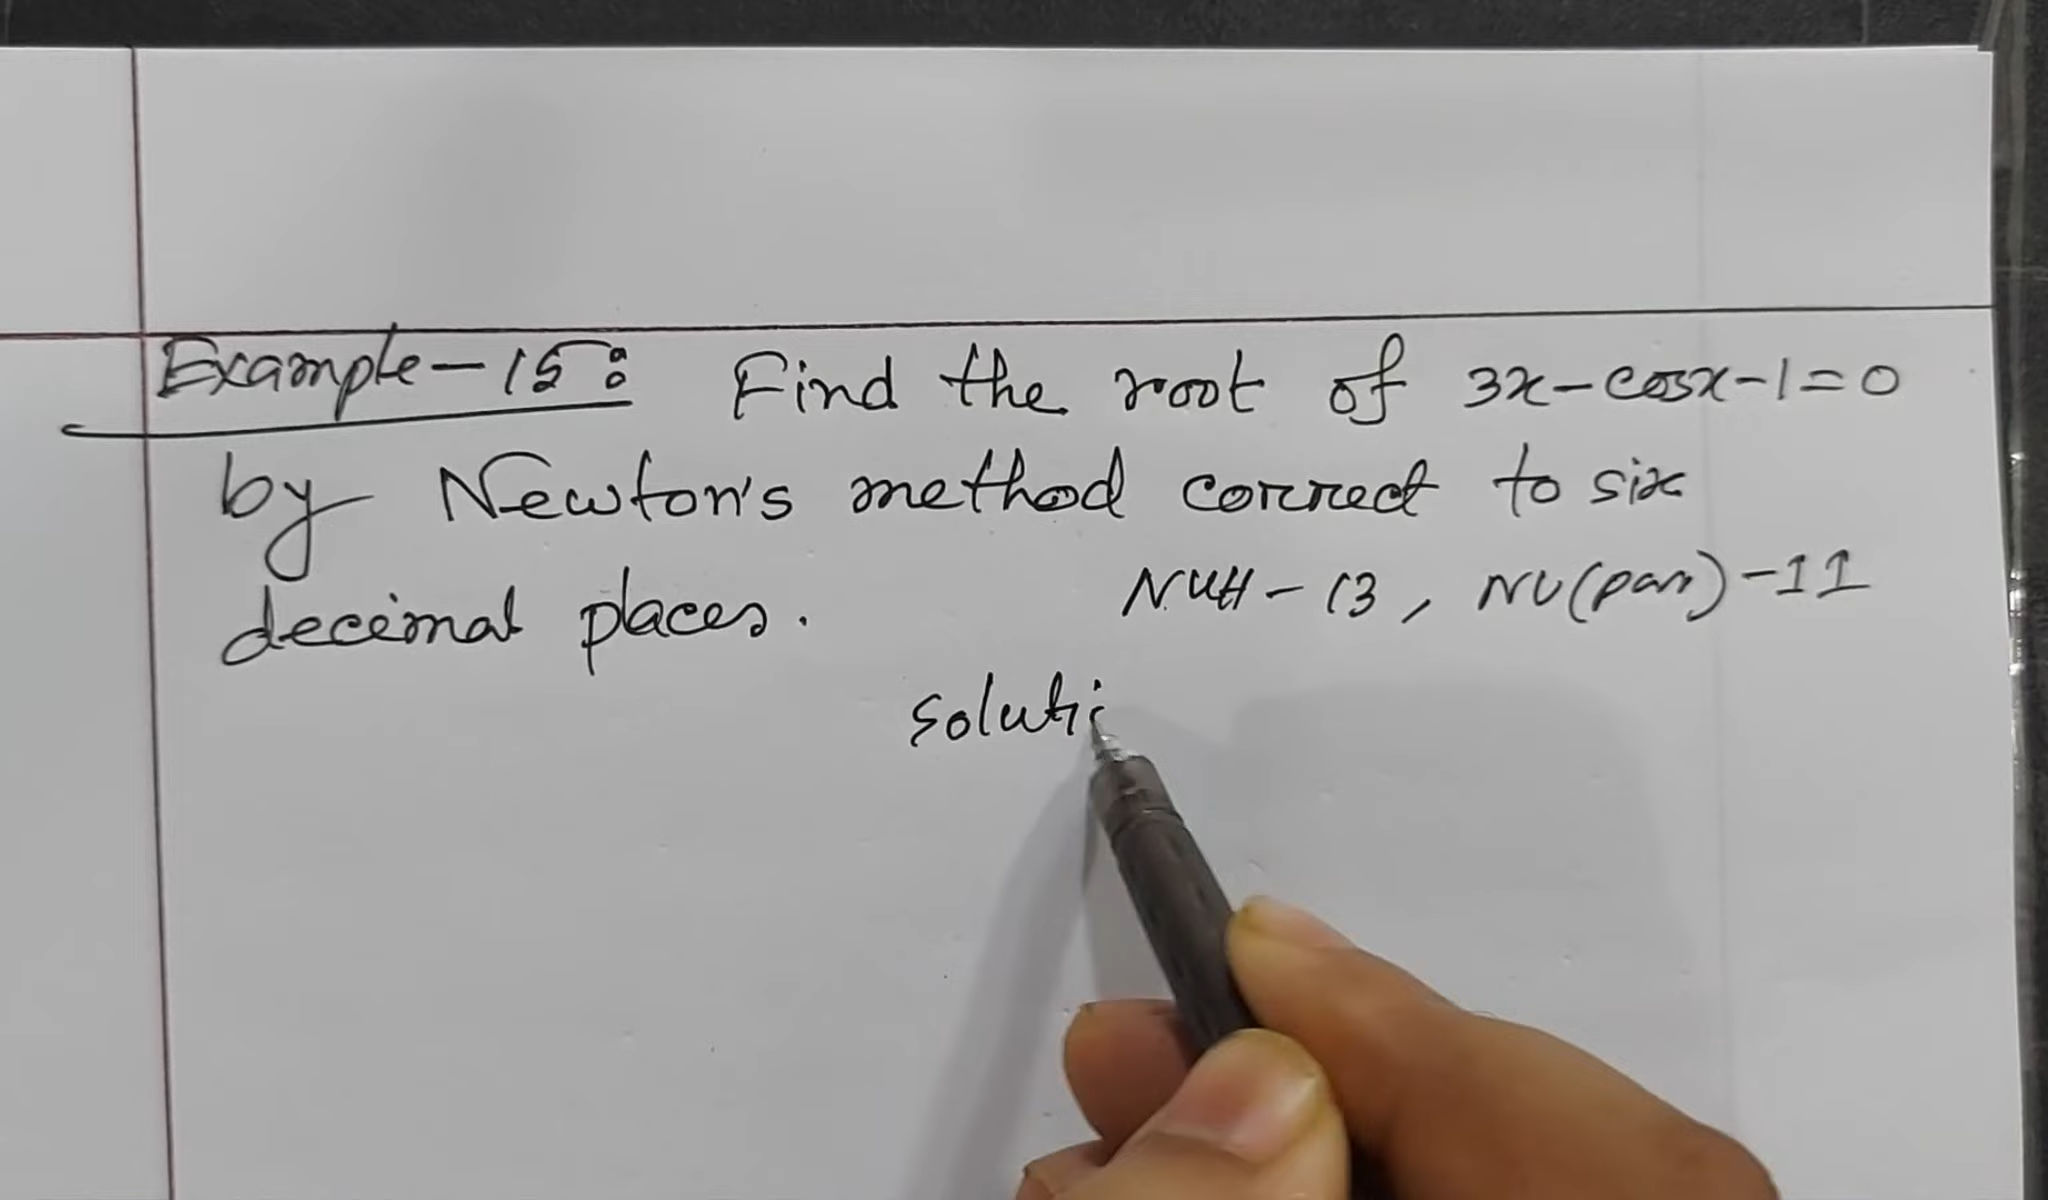 Example-15: Find the root of 3x-cosx-1=0
by Newton's method correct to six
decimal places. NUH-13, NU(pas)-11
soluti